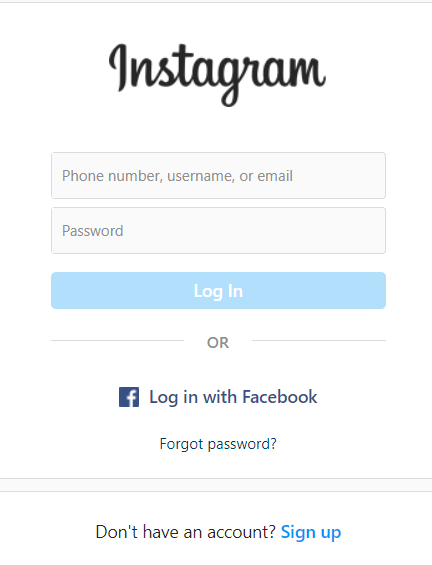 Instagram
Phone number, username, or email
Password
Log In
OR
Log in with Facebook
Forgot password?
Don't have an account? Sign up